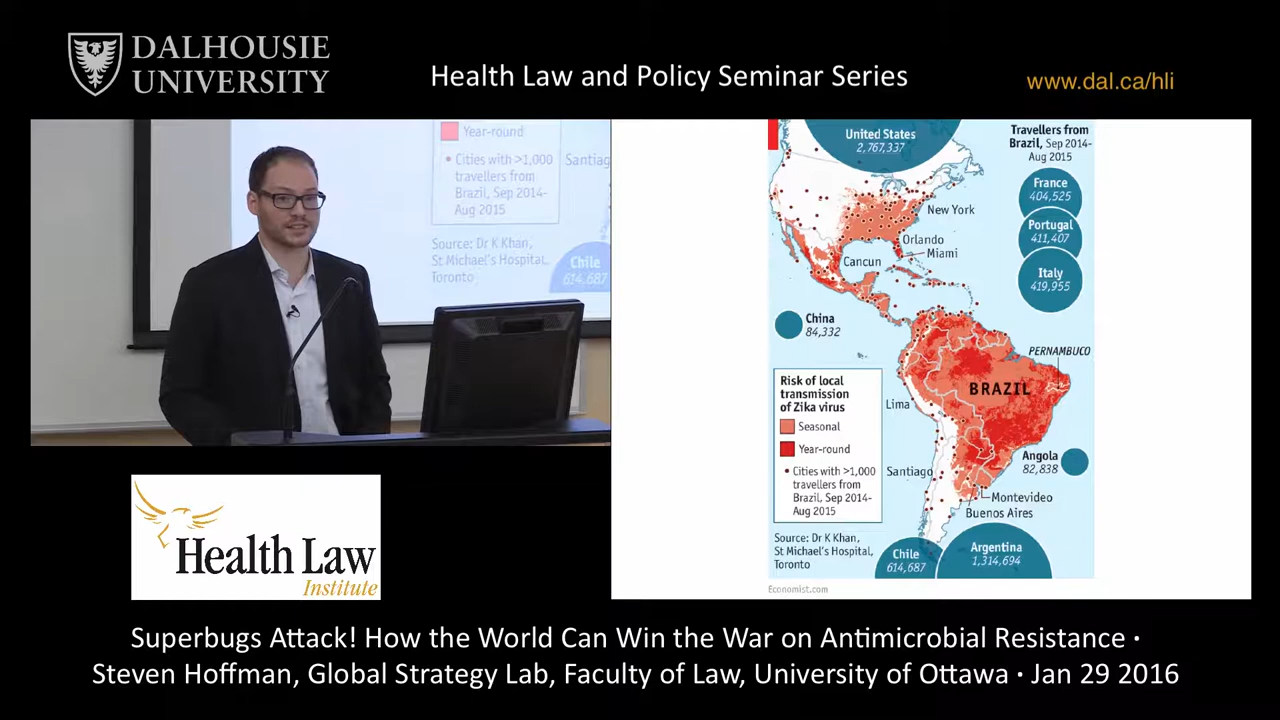 DALHOUSIE
UNIVERSITY
Health Law and Policy Seminar Series
www.dal.ca/hli
Year-round
Cities with >1,000
travellers from
Brazil, Sep 2014-
Aug 2015
Santiag
Source: Dr K Khan,
St Michael's Hospital,
Toronto
Chile
614,687
United States
2,767,337
Travellers from
Brazil, Sep 2014-
Aug 2015
France
404,525
Portugal
411,407
Italy
419,955
New York
Orlando
Miami
Cancun
China
84,332
PERNAMBUCO
BRAZIL
Risk of local
transmission
of Zika virus
Seasonal
Year-round
• Cities with >1,000
travellers from
Brazil, Sep 2014-
Aug 2015
Lima
Santiago
Angola
82,838
Montevideo
Buenos Aires
Source: Dr K Khan,
St Michael's Hospital,
Toronto
Chile
614,687
Argentina
1,314,694
Economist.com
Health Law
Institute
Superbugs Attack! How the World Can Win the War on Antimicrobial Resistance •
Steven Hoffman, Global Strategy Lab, Faculty of Law, University of Ottawa • Jan 29 2016